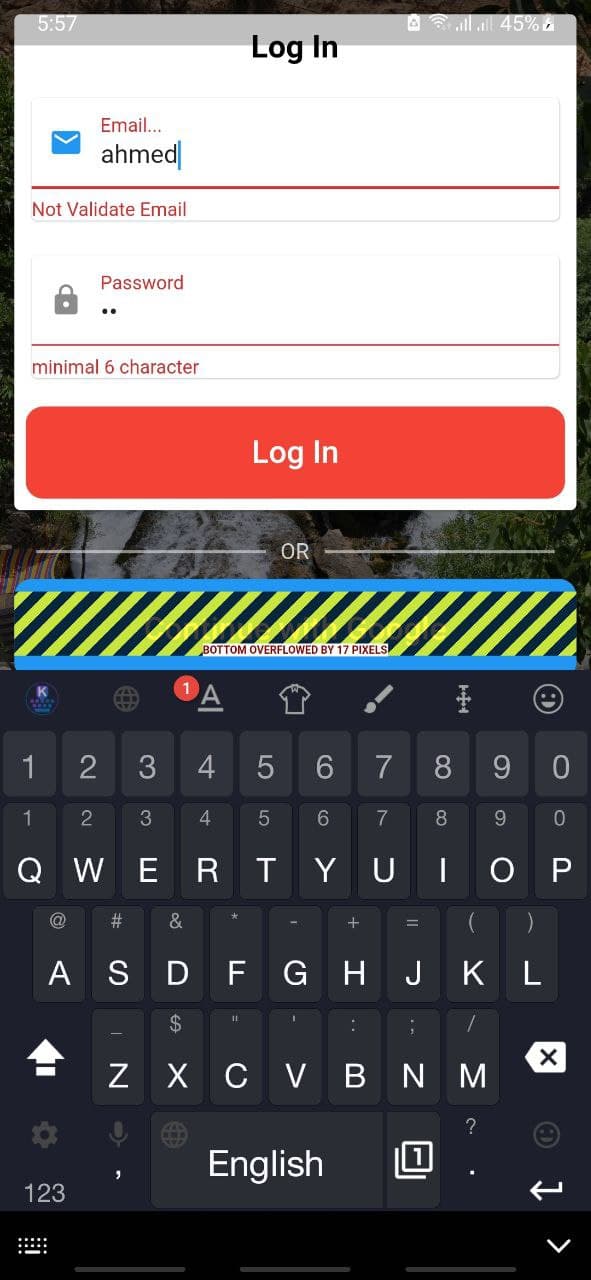 5:57
45%
Log In
Email...
ahmed
Not Validate Email
Password
••
minimal 6 character
Log In
OR
Continue with Google
BOTTOM OVERFLOWED BY 17 PIXELS
K
1
A
1 2 3 4 5 6 7 8 9 0
1 2 3 4 5 6 7 8 9 0
Q W E R T Y U I O P
@ # & * - + = ( )
A S D F G H J K L
_ $ " ' : ; /
Z X C V B N M
?
, English 1 .
123